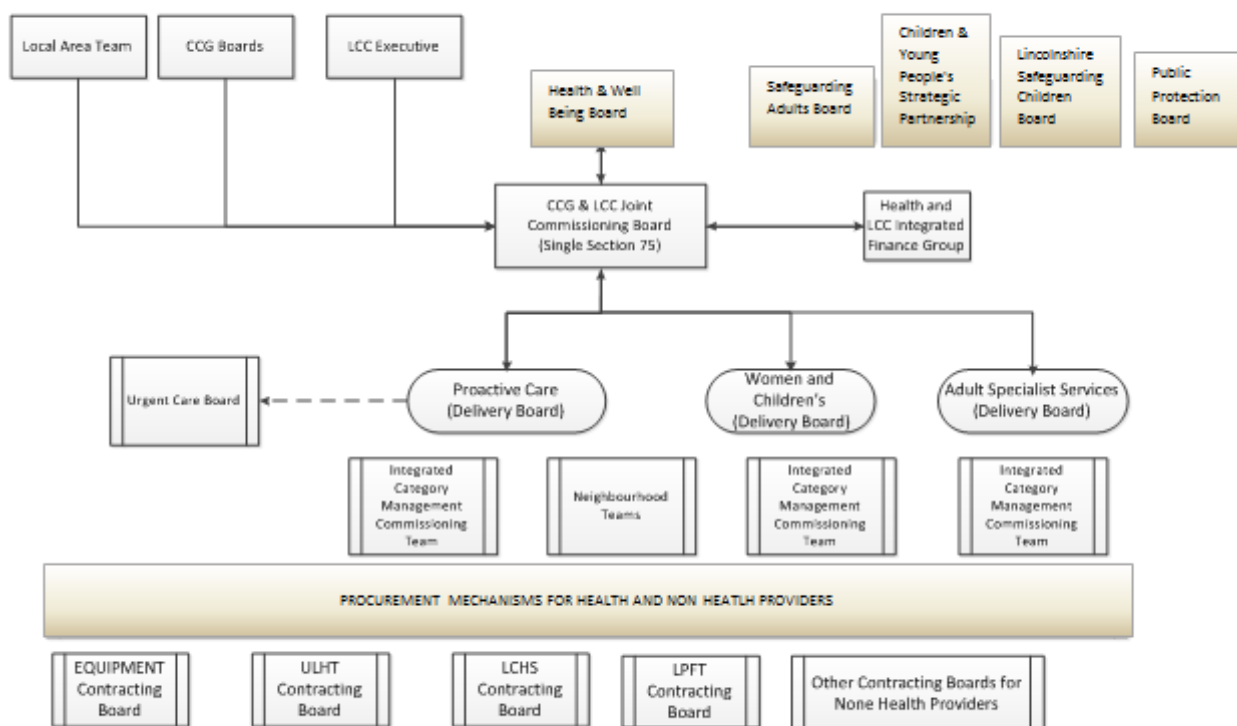 Local Area Team
CCG Boards
LCC Executive
Health & Well
Being Board
Safeguarding
Adults Board
Children &
Young
People's
Strategic
Partnership
Lincolnshire
Safeguarding
Children
Board
Public
Protection
Board
CCG & LCC Joint
Commissioning Board
(Single Section 75)
Health and
LCC Integrated
Finance Group
Urgent Care Board
Proactive Care
(Delivery Board)
Women and
Children's
(Delivery Board)
Adult Specialist Services
(Delivery Board)
Integrated
Category
Management
Commissioning
Team
Neighbourhood
Teams
Integrated
Category
Management
Commissioning
Team
Integrated
Category
Management
Commissioning
Team
PROCUREMENT MECHANISMS FOR HEALTH AND NON HEATLH PROVIDERS
EQUIPMENT
Contracting
Board
ULHT
Contracting
Board
LCHS
Contracting
Board
LPFT
Contracting
Board
Other Contracting Boards for
None Health Providers